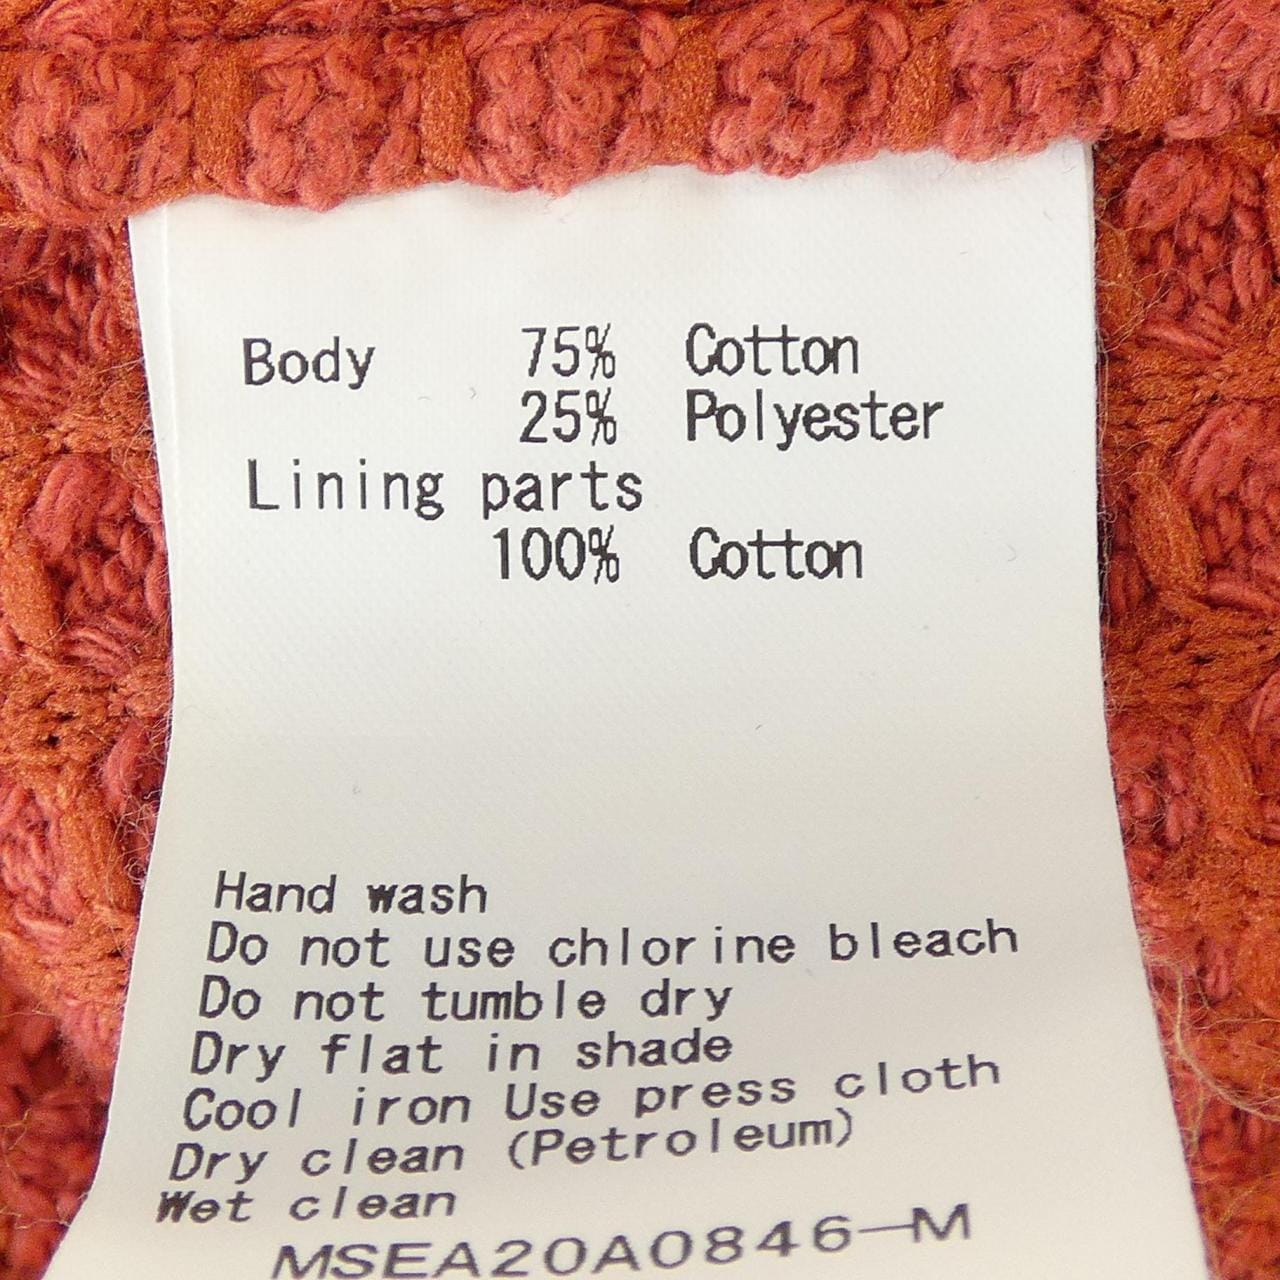 Body 75% Cotton
25% Polyester
Lining parts
100% Cotton
Hand wash
Do not use chlorine bleach
Do not tumble dry
Dry flat in shade
Cool iron Use press cloth
Dry clean (Petroleum)
Wet clean
MSEA20A0846-M